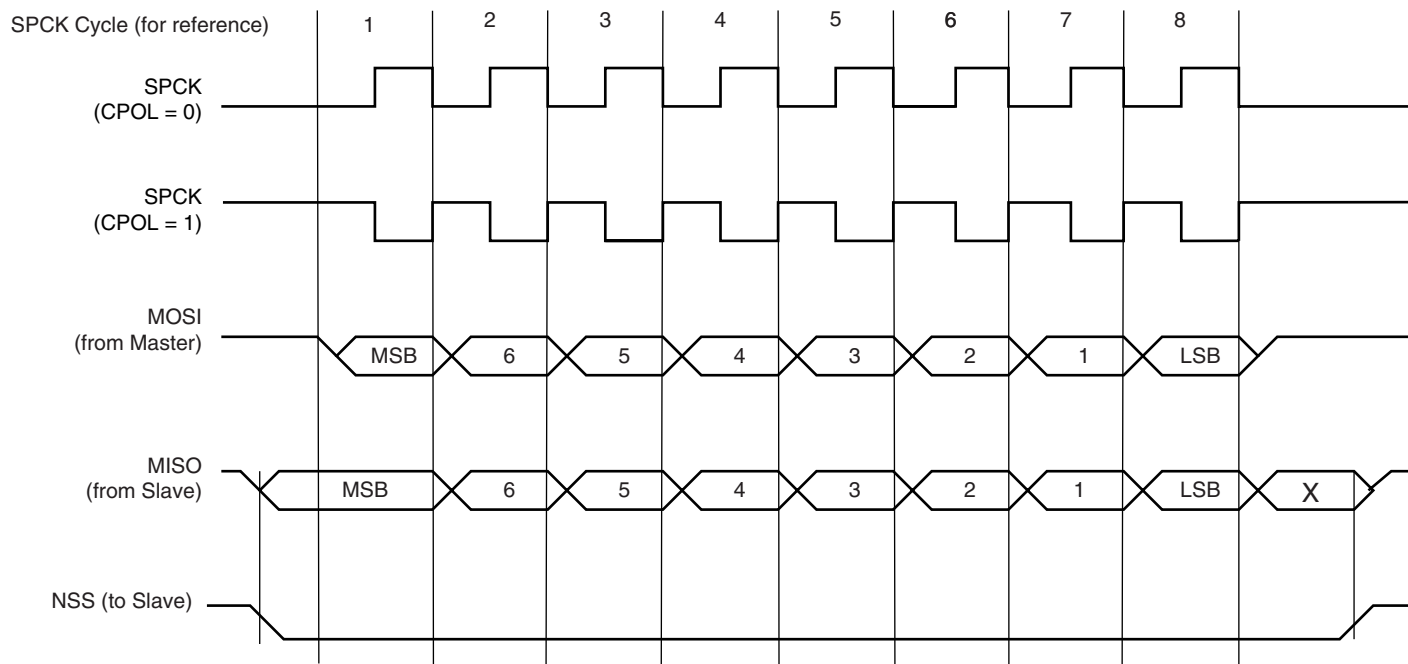 SPCK Cycle (for reference) 1 2 3 4 5 6 7 8
SPCK
(CPOL = 0)
SPCK
(CPOL = 1)
MOSI
(from Master)
MSB 6 5 4 3 2 1 LSB
MISO
(from Slave)
MSB 6 5 4 3 2 1 LSB X
NSS (to Slave)